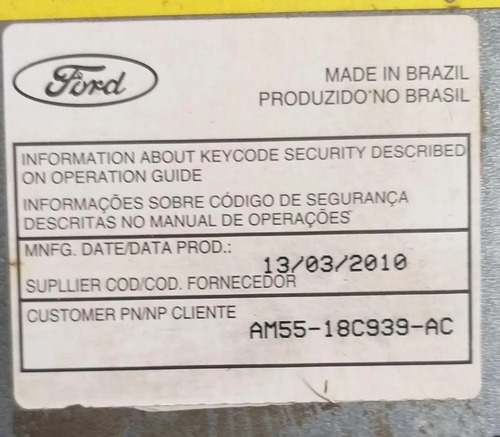 Ford
MADE IN BRAZIL
PRODUZIDO NO BRASIL
INFORMATION ABOUT KEYCODE SECURITY DESCRIBED
ON OPERATION GUIDE
INFORMAÇÕES SOBRE CÓDIGO DE SEGURANÇA
DESCRITAS NO MANUAL DE OPERAÇÕES
MNFG. DATE/DATA PROD.:
13/03/2010
SUPLLIER COD/COD. FORNECEDOR
CUSTOMER PN/NP CLIENTE
AM55-18C939-AC